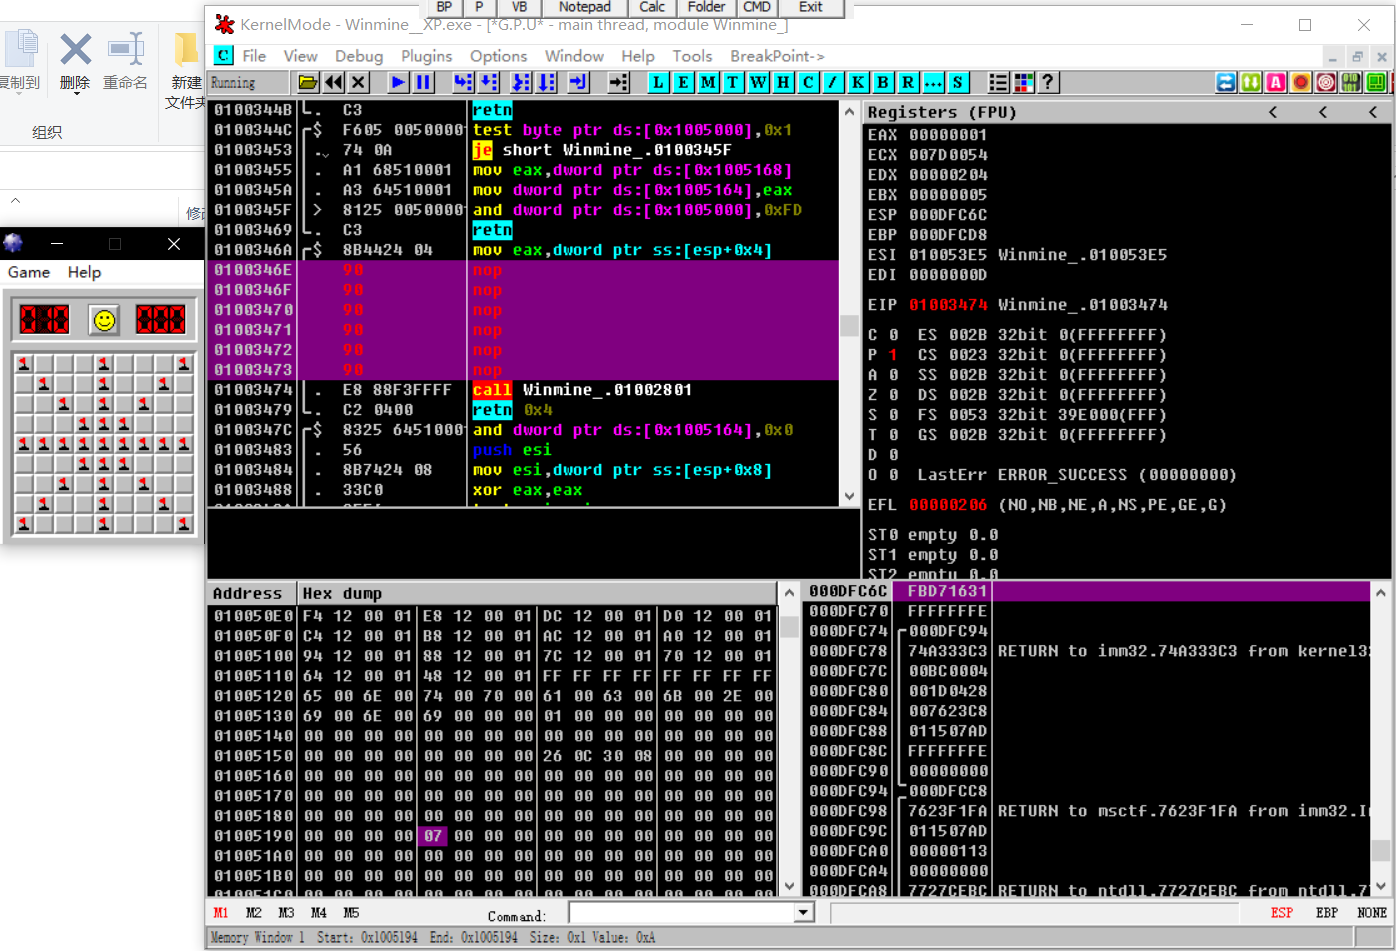 BP P VB Notepad Calc Folder CMD Exit
KernelMode - Winmine__XP.exe - [*G.P.U* - main thread, module Winmine_]
C File View Debug Plugins Options Window Help Tools BreakPoint->
Running L E M T W H C / K B R ... S ?
复制到 删除 重命名 新建
文件夹
组织
修改
Game Help
0100344B C3 retn
0100344C $ F605 0050000 test byte ptr ds:[0x1005000],0x1
01003453 74 0A je short Winmine_.0100345F
01003455 A1 68510001 mov eax,dword ptr ds:[0x1005168]
0100345A A3 64510001 mov dword ptr ds:[0x1005164],eax
0100345F > 8125 0050000 and dword ptr ds:[0x1005000],0xFD
01003469 C3 retn
0100346A $ 8B4424 04 mov eax,dword ptr ss:[esp+0x4]
0100346E 90 nop
0100346F 90 nop
01003470 90 nop
01003471 90 nop
01003472 90 nop
01003473 90 nop
01003474 . E8 88F3FFFF call Winmine_.01002801
01003479 . C2 0400 retn 0x4
0100347C $ 8325 6451000 and dword ptr ds:[0x1005164],0x0
01003483 . 56 push esi
01003484 . 8B7424 08 mov esi,dword ptr ss:[esp+0x8]
01003488 . 33C0 xor eax,eax
Registers (FPU) < < <
EAX 00000001
ECX 007D0054
EDX 00000204
EBX 00000005
ESP 000DFC6C
EBP 000DFCD8
ESI 010053E5 Winmine_.010053E5
EDI 0000000D
EIP 01003474 Winmine_.01003474
C 0 ES 002B 32bit 0(FFFFFFFF)
P 1 CS 0023 32bit 0(FFFFFFFF)
A 0 SS 002B 32bit 0(FFFFFFFF)
Z 0 DS 002B 32bit 0(FFFFFFFF)
S 0 FS 0053 32bit 39E000(FFF)
T 0 GS 002B 32bit 0(FFFFFFFF)
D 0
O 0 LastErr ERROR_SUCCESS (00000000)
EFL 00000206 (NO,NB,NE,A,NS,PE,GE,G)
ST0 empty 0.0
ST1 empty 0.0
ST2 empty 0.0
Address Hex dump
010050E0 F4 12 00 01 E8 12 00 01 DC 12 00 01 D0 12 00 01
010050F0 C4 12 00 01 B8 12 00 01 AC 12 00 01 A0 12 00 01
01005100 94 12 00 01 88 12 00 01 7C 12 00 01 70 12 00 01
01005110 64 12 00 01 48 12 00 01 FF FF FF FF FF FF FF FF
01005120 65 00 6E 00 74 00 70 00 61 00 63 00 6B 00 2E 00
01005130 69 00 6E 00 69 00 00 00 01 00 00 00 00 00 00 00
01005140 00 00 00 00 00 00 00 00 00 00 00 00 00 00 00 00
01005150 00 00 00 00 00 00 00 00 26 0C 30 08 00 00 00 00
01005160 00 00 00 00 00 00 00 00 00 00 00 00 00 00 00 00
01005170 00 00 00 00 00 00 00 00 00 00 00 00 00 00 00 00
01005180 00 00 00 00 00 00 00 00 00 00 00 00 00 00 00 00
01005190 00 00 00 00 07 00 00 00 00 00 00 00 00 00 00 00
010051A0 00 00 00 00 00 00 00 00 00 00 00 00 00 00 00 00
010051B0 00 00 00 00 00 00 00 00 00 00 00 00 00 00 00 00
010051C0 00 00 00 00 00 00 00 00 00 00 00 00 00 00 00 00
000DFC6C FBD71631
000DFC70 FFFFFFFE
000DFC74 000DFC94
000DFC78 74A333C3 RETURN to imm32.74A333C3 from kernel3
000DFC7C 00BC0004
000DFC80 001D0428
000DFC84 007623C8
000DFC88 011507AD
000DFC8C FFFFFFFE
000DFC90 00000000
000DFC94 000DFCC8
000DFC98 7623F1FA RETURN to msctf.7623F1FA from imm32.I
000DFC9C 011507AD
000DFCA0 00000113
000DFCA4 00000000
000DFCA8 7727CEBC RETURN to ntdll.7727CEBC from ntdll.7
M1 M2 M3 M4 M5 Command: ESP EBP NONE
Memory Window 1 Start: 0x1005194 End: 0x1005194 Size: 0x1 Value: 0xA